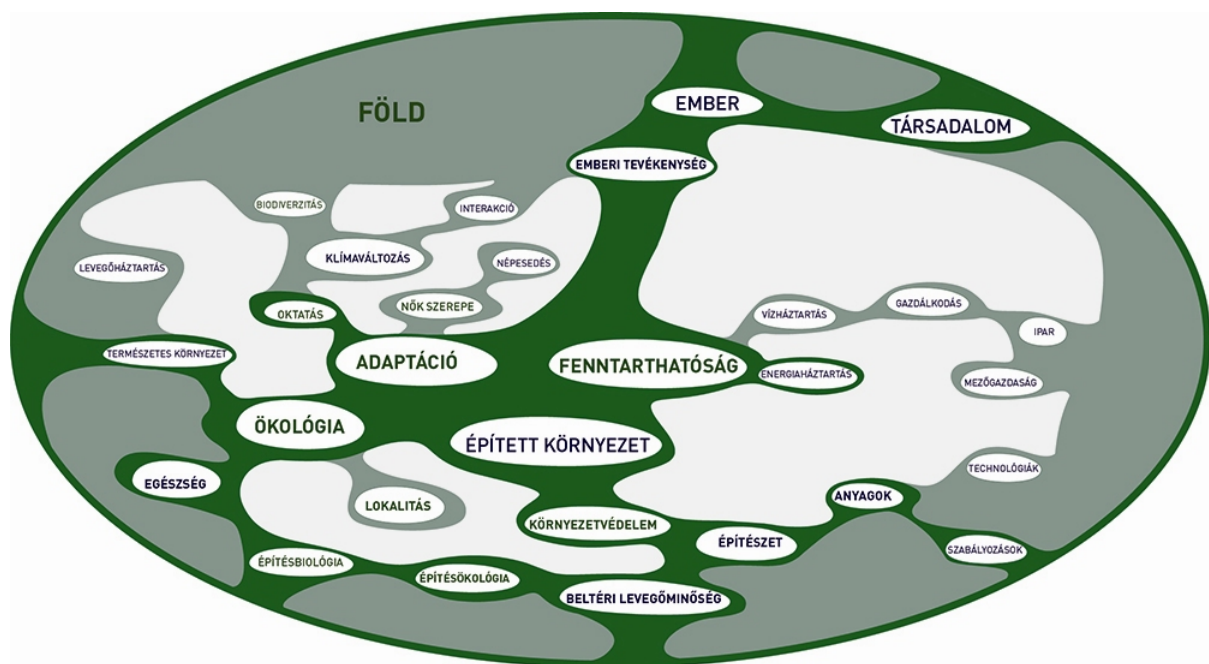 FÖLD
EMBER
TÁRSADALOM
EMBERI TEVÉKENYSÉG
BIODIVERZITÁS
INTERAKCIÓ
KLÍMAVÁLTOZÁS
NÉPESEDÉS
LEVEGŐHÁZTARTÁS
OKTATÁS
NŐK SZEREPE
VÍZHÁZTARTÁS
GAZDÁLKODÁS
IPAR
TERMÉSZETES KÖRNYEZET
ADAPTÁCIÓ
FENNTARTHATÓSÁG
ENERGIAHÁZTARTÁS
MEZŐGAZDASÁG
ÖKOLÓGIA
ÉPÍTETT KÖRNYEZET
TECHNOLÓGIÁK
EGÉSZSÉG
LOKALITÁS
ANYAGOK
KÖRNYEZETVÉDELEM
ÉPÍTÉSZET
SZABÁLYOZÁSOK
ÉPÍTÉSBIOLÓGIA
ÉPÍTÉSÖKOLÓGIA
BELTÉRI LEVEGŐMINŐSÉG